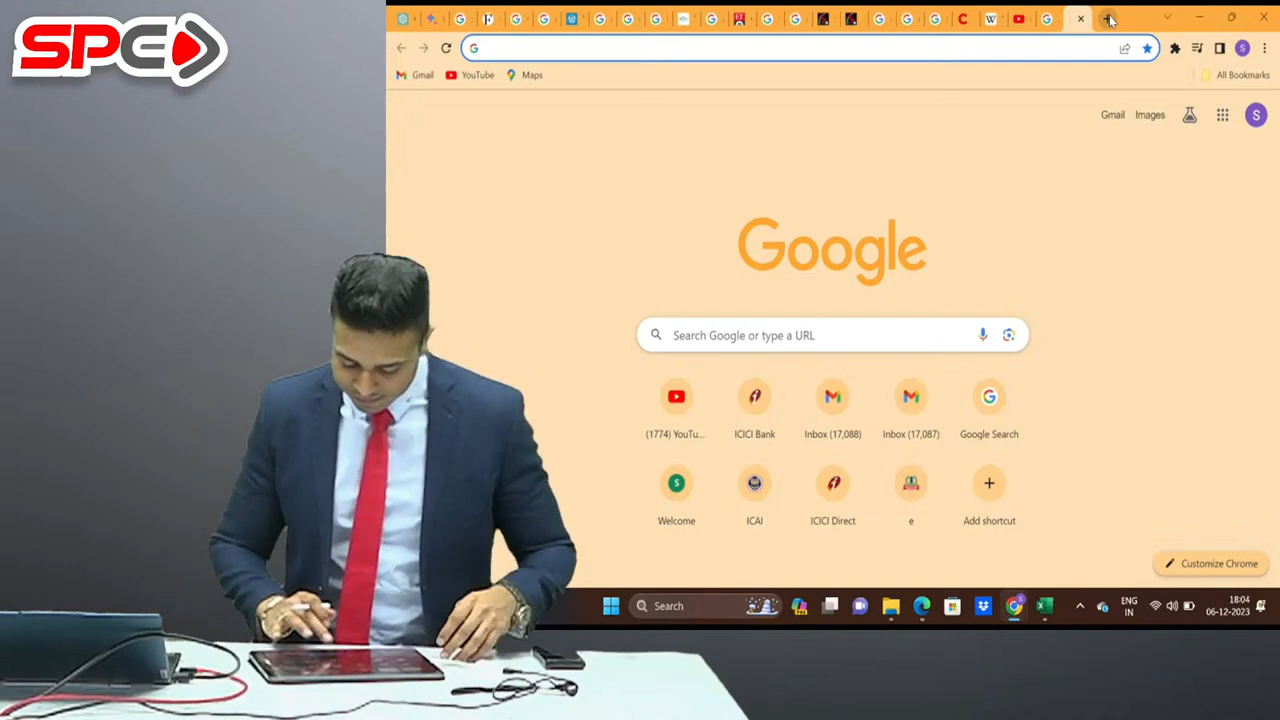 SPC
Gmail
YouTube
Maps
All Bookmarks
Gmail
Images
S
Google
Search Google or type a URL
(1774) YouTu...
ICICI Bank
Inbox (17,088)
Inbox (17,087)
Google Search
S
Welcome
ICAI
ICICI Direct
e
Add shortcut
Customize Chrome
Search
ENG
IN
18:04
06-12-2023